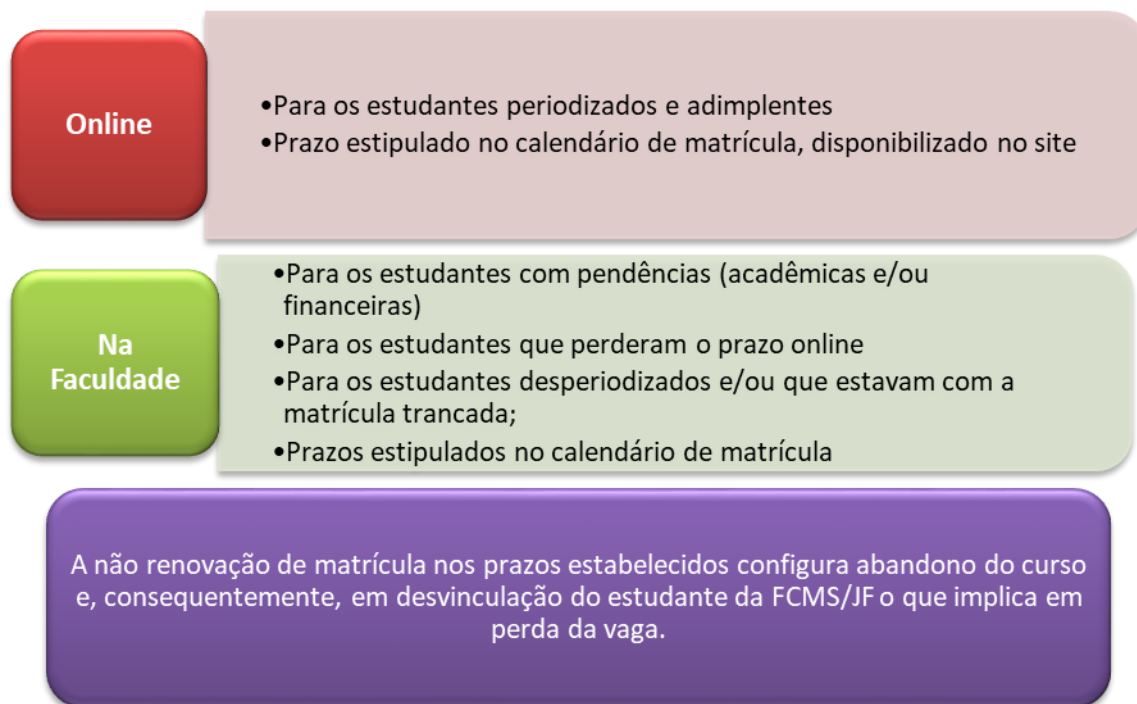 Online
•Para os estudantes periodizados e adimplentes
•Prazo estipulado no calendário de matrícula, disponibilizado no site
Na
Faculdade
•Para os estudantes com pendências (acadêmicas e/ou
financeiras)
•Para os estudantes que perderam o prazo online
•Para os estudantes desperiodizados e/ou que estavam com a
matrícula trancada;
•Prazos estipulados no calendário de matrícula
A não renovação de matrícula nos prazos estabelecidos configura abandono do curso
e, consequentemente, em desvinculação do estudante da FCMS/JF o que implica em
perda da vaga.